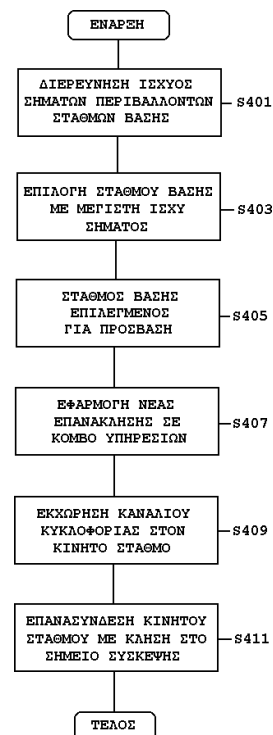 ΕΝΑΡΞΗ
ΔΙΕΡΕΥΝΗΣΗ ΙΣΧΥΟΣ
ΣΗΜΑΤΩΝ ΠΕΡΙΒΑΛΛΟΝΤΩΝ
ΣΤΑΘΜΩΝ ΒΑΣΗΣ
S401
ΕΠΙΛΟΓΗ ΣΤΑΘΜΟΥ ΒΑΣΗΣ
ΜΕ ΜΕΓΙΣΤΗ ΙΣΧΥ
ΣΗΜΑΤΟΣ
S403
ΣΤΑΘΜΟΣ ΒΑΣΗΣ
ΕΠΙΛΕΓΜΕΝΟΣ
ΓΙΑ ΠΡΟΣΒΑΣΗ
S405
ΕΦΑΡΜΟΓΗ ΝΕΑΣ
ΕΠΑΝΑΚΛΗΣΗΣ ΣΕ
ΚΟΜΒΟ ΥΠΗΡΕΣΙΩΝ
S407
ΕΚΧΩΡΗΣΗ ΚΑΝΑΛΙΟΥ
ΚΥΚΛΟΦΟΡΙΑΣ ΣΤΟΝ
ΚΙΝΗΤΟ ΣΤΑΘΜΟ
S409
ΕΠΑΝΑΣΥΝΔΕΣΗ ΚΙΝΗΤΟΥ
ΣΤΑΘΜΟΥ ΜΕ ΚΛΗΣΗ ΣΤΟ
ΣΗΜΕΙΟ ΣΥΣΚΕΨΗΣ
S411
ΤΕΛΟΣ